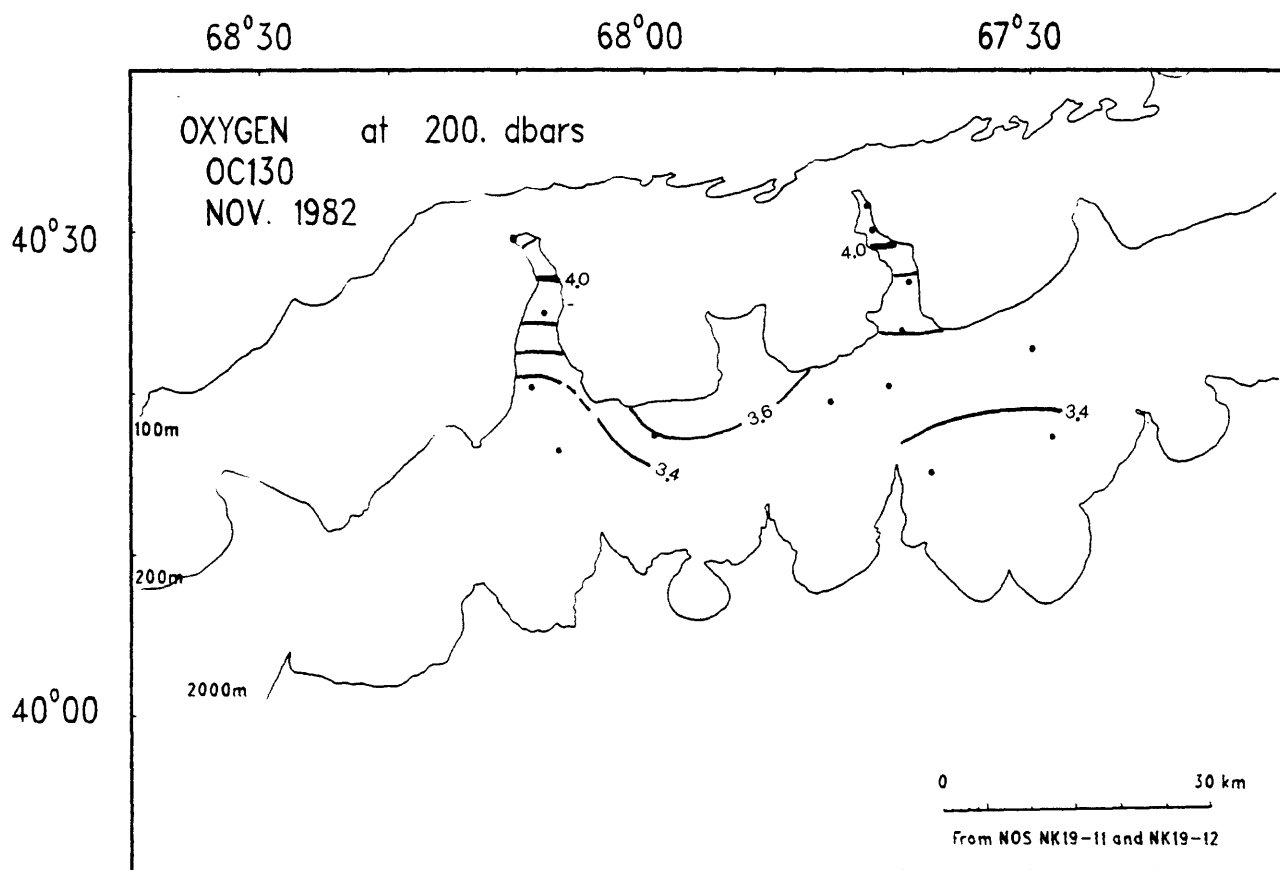 68°30 68°00 67°30
OXYGEN at 200. dbars
OC130
NOV. 1982
40°30
4.0
4.0
3.6
3.4
100m
3.4
200m
2000m
40°00
0 30 km
From NOS NK19-11 and NK19-12